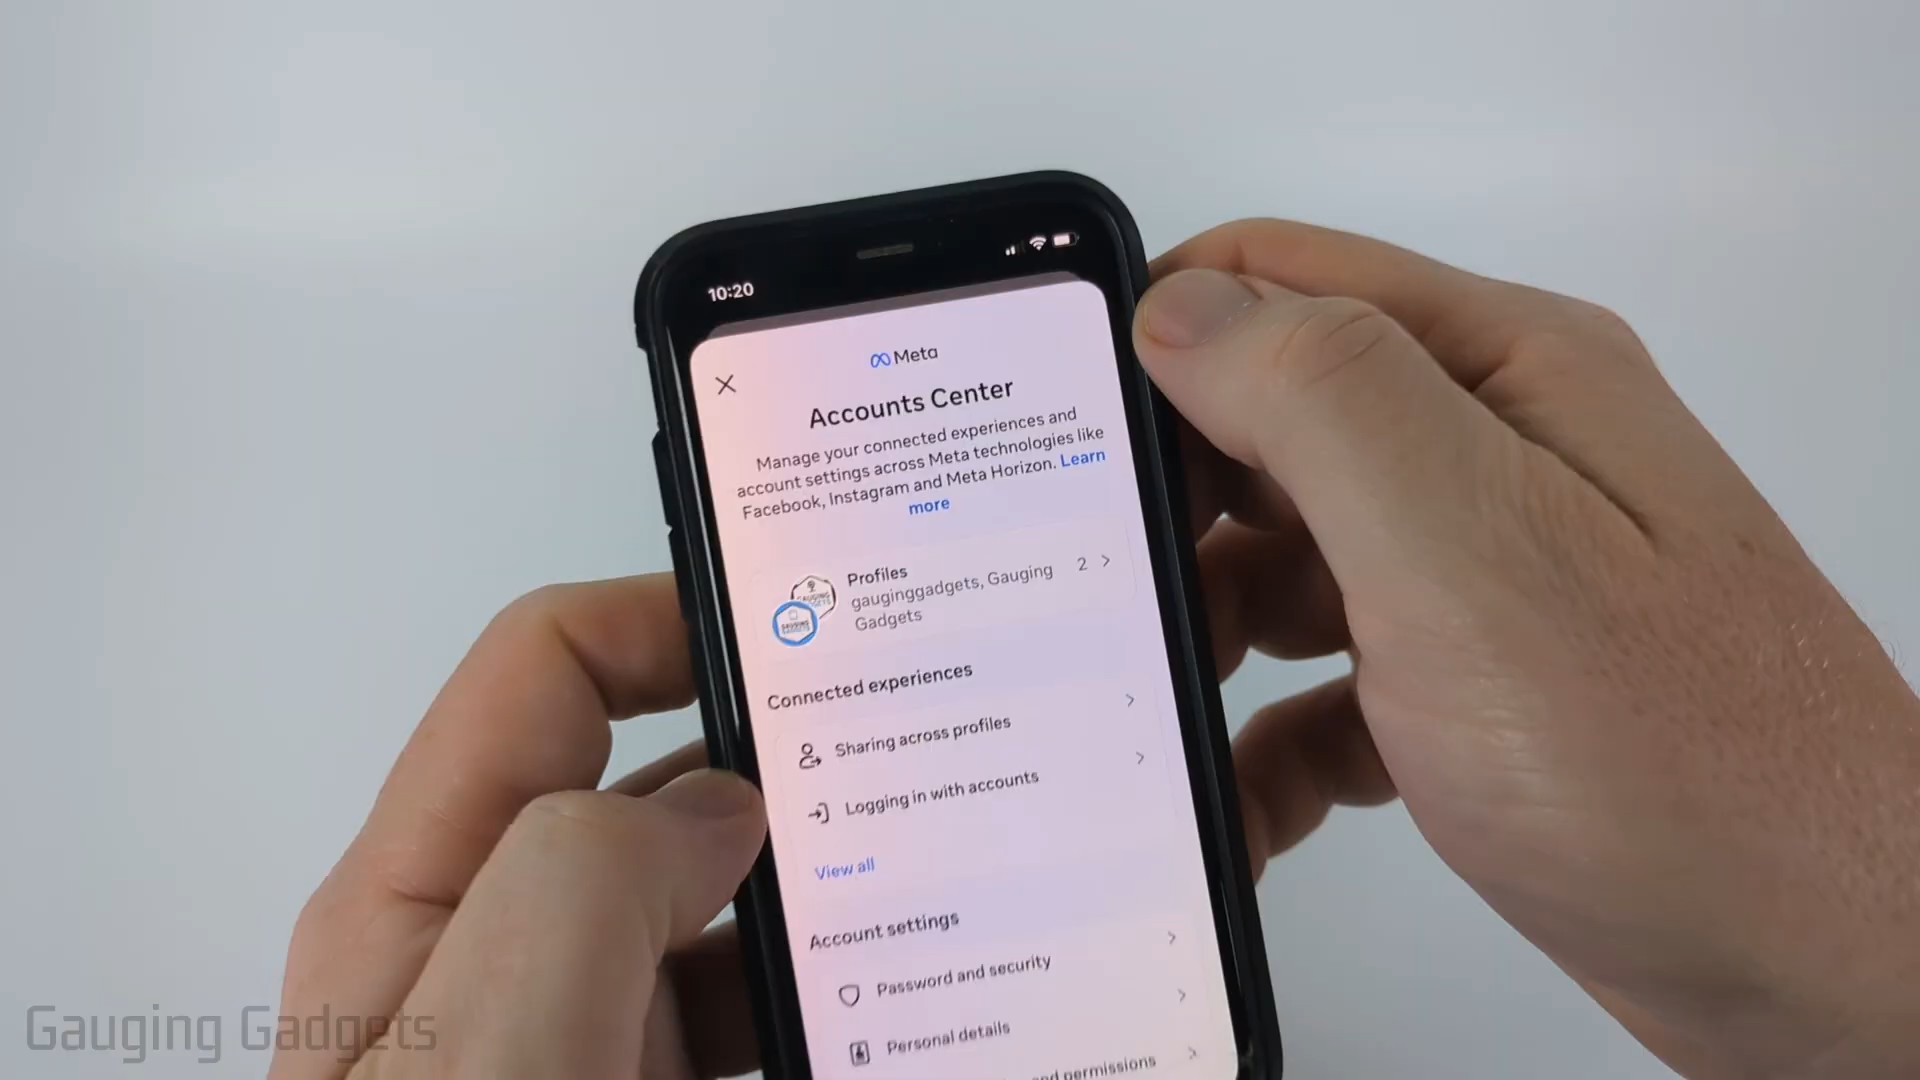 10:20
Meta
Accounts Center
Manage your connected experiences and
account settings across Meta technologies like
Facebook, Instagram and Meta Horizon. Learn
more
Profiles
gauginggadgets, Gauging
Gadgets
2
GAUGING
GADGETS
Connected experiences
Sharing across profiles
Logging in with accounts
View all
Account settings
Password and security
Personal details
and permissions
Gauging Gadgets